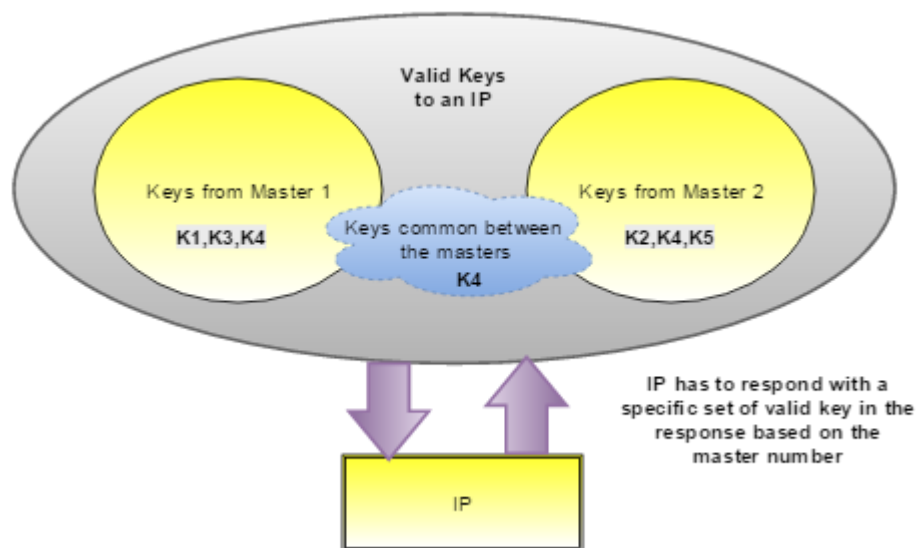 Valid Keys
to an IP
Keys from Master 1
K1,K3,K4
Keys from Master 2
K2,K4,K5
Keys common between
the masters
K4
IP has to respond with a
specific set of valid key in the
response based on the
master number
IP